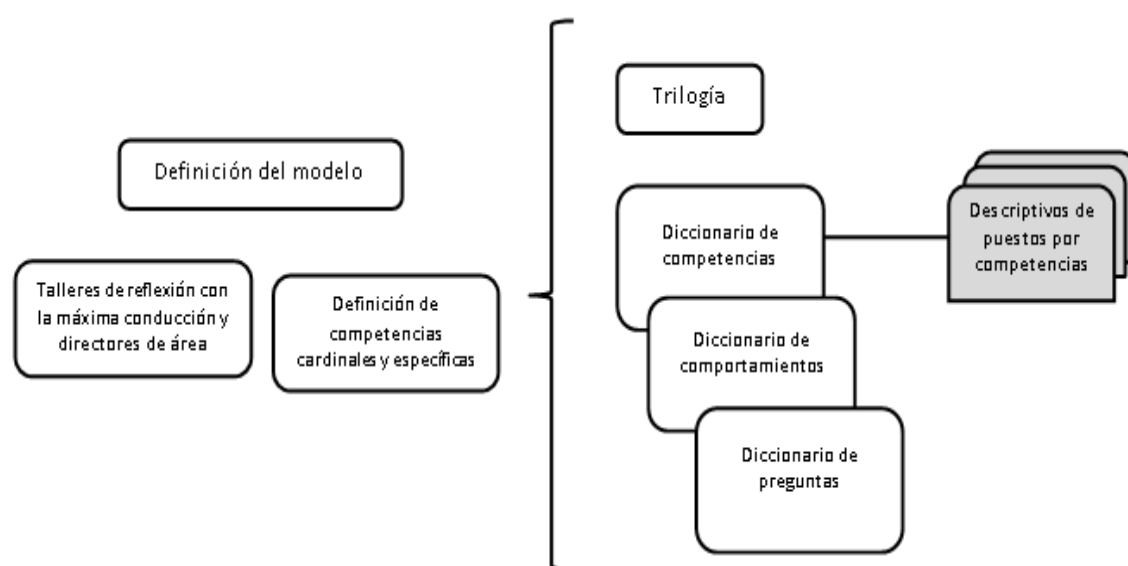 Definición del modelo
Talleres de reflexión con
la máxima conducción y
directores de área
Definición de
competencias
cardinales y específicas
Trilogía
Diccionario de
competencias
Descriptivos de
puestos por
competencias
Diccionario de
comportamientos
Diccionario de
preguntas